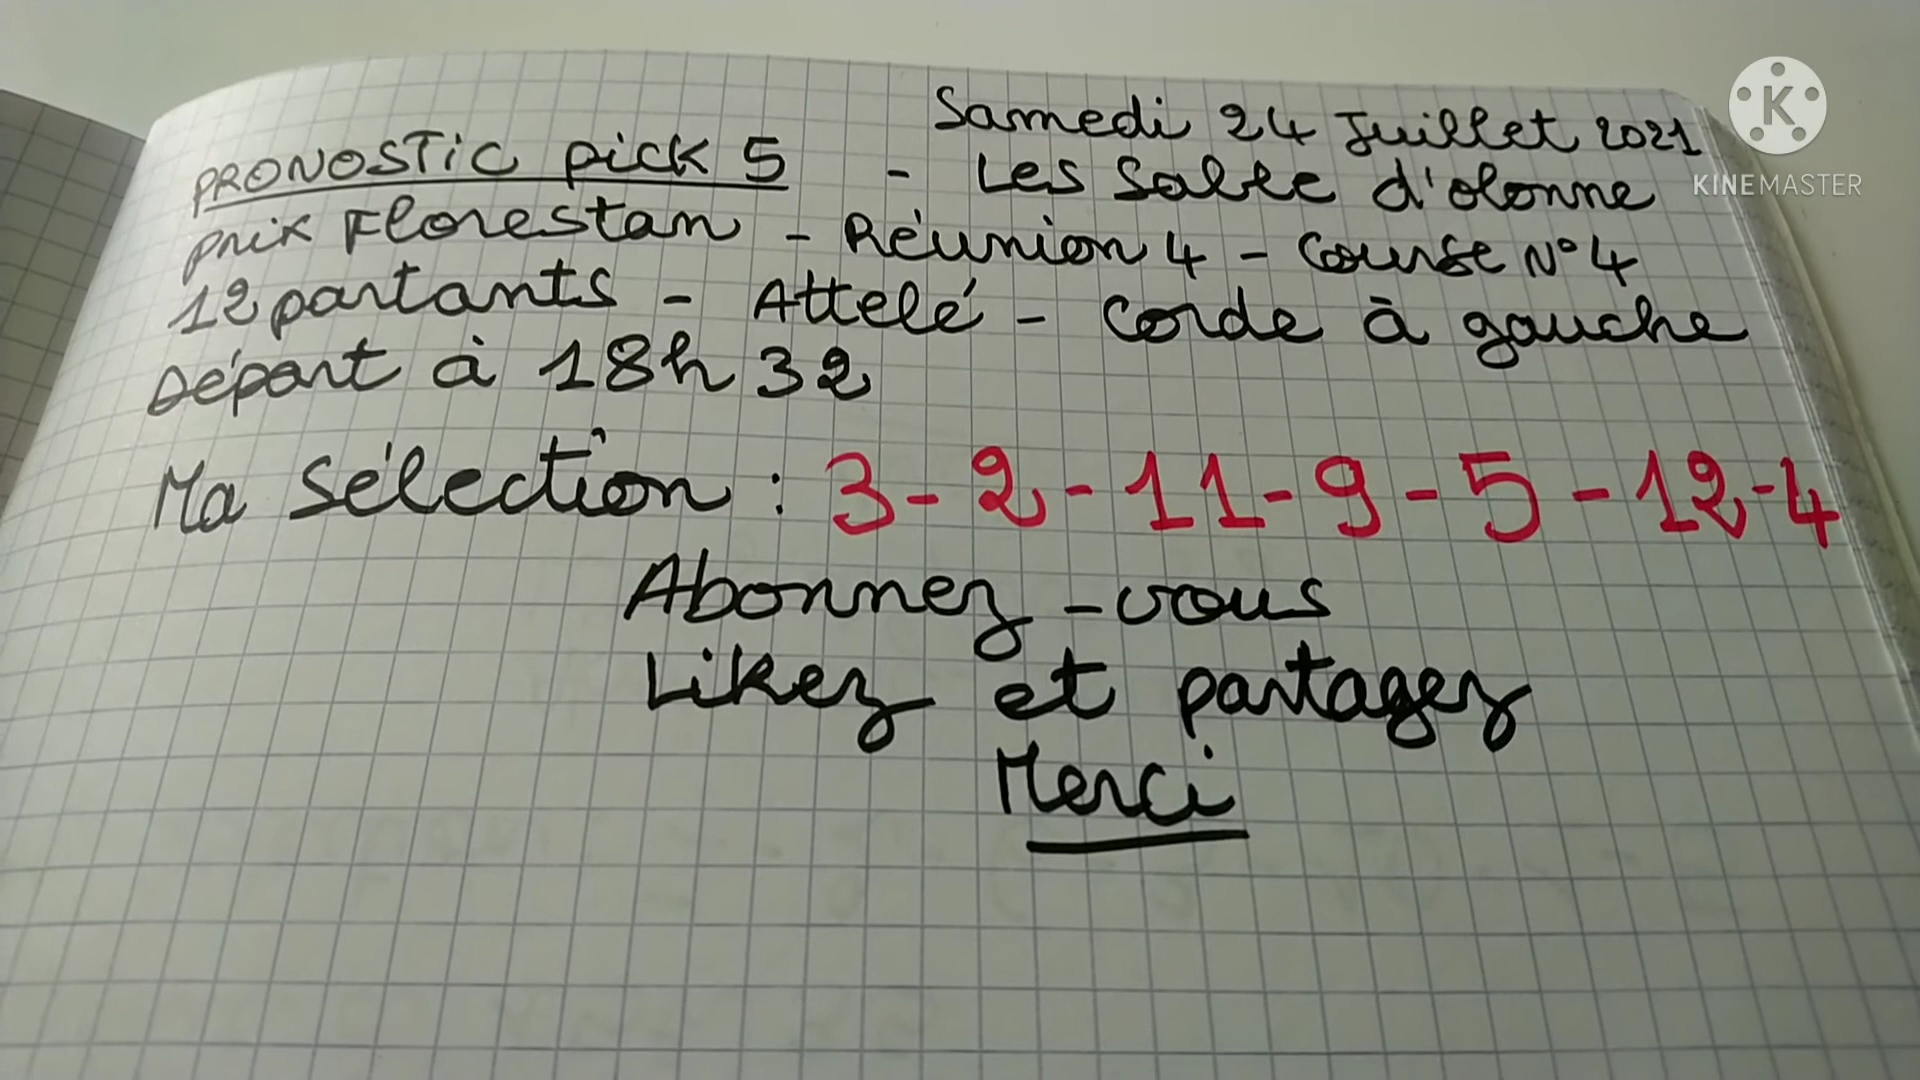 Samedi 24 Juillet 2021
PRONOSTIC pick 5 - Les Sable d'olonne
prix Florestan - Réunion 4 - Course N°4
12 partants - Attelé - Corde à gauche
Départ à 18h32
Ma Sélection : 3-2-11-9-5-12-4
Abonnez-vous
Likez et partagez
Merci
K
KINEMASTER